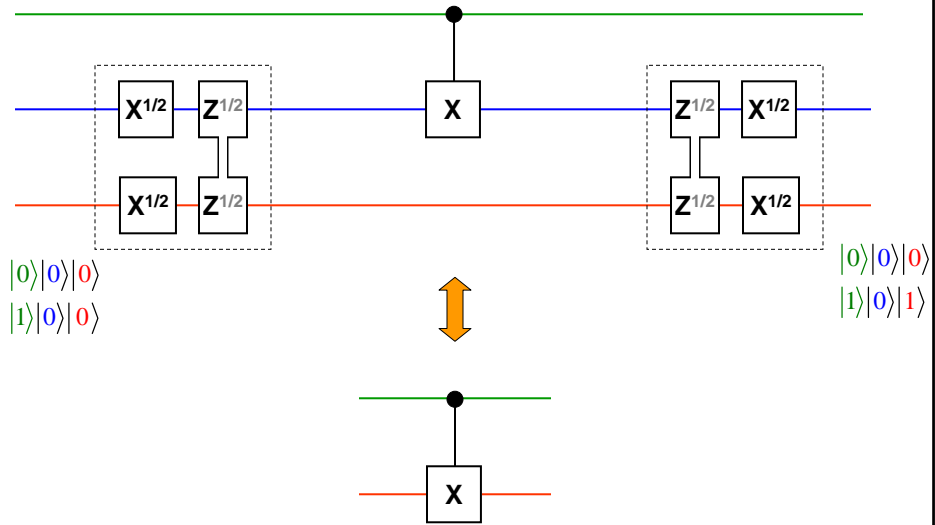 X1/2 Z1/2 X Z1/2 X1/2
X1/2 Z1/2 Z1/2 X1/2
|0⟩|0⟩|0⟩ |0⟩|0⟩|0⟩
|1⟩|0⟩|0⟩ |1⟩|0⟩|1⟩
X